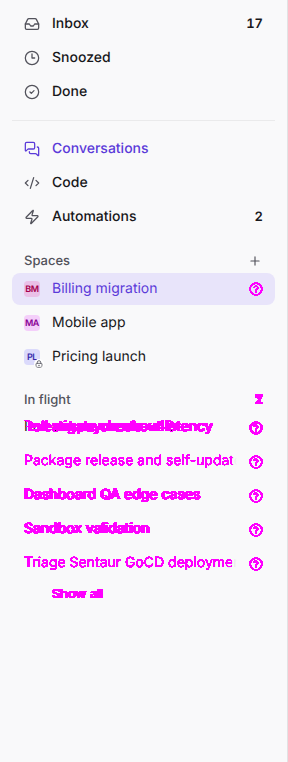 Inbox 17
Snoozed
Done
Conversations
Code
Automations 2
Spaces +
BM Billing migration ?
MA Mobile app
PL Pricing launch
In flight
Package release and self-updat ?
Dashboard QA edge cases ?
Sandbox validation ?
Triage Sentaur GoCD deployme ?
Show all